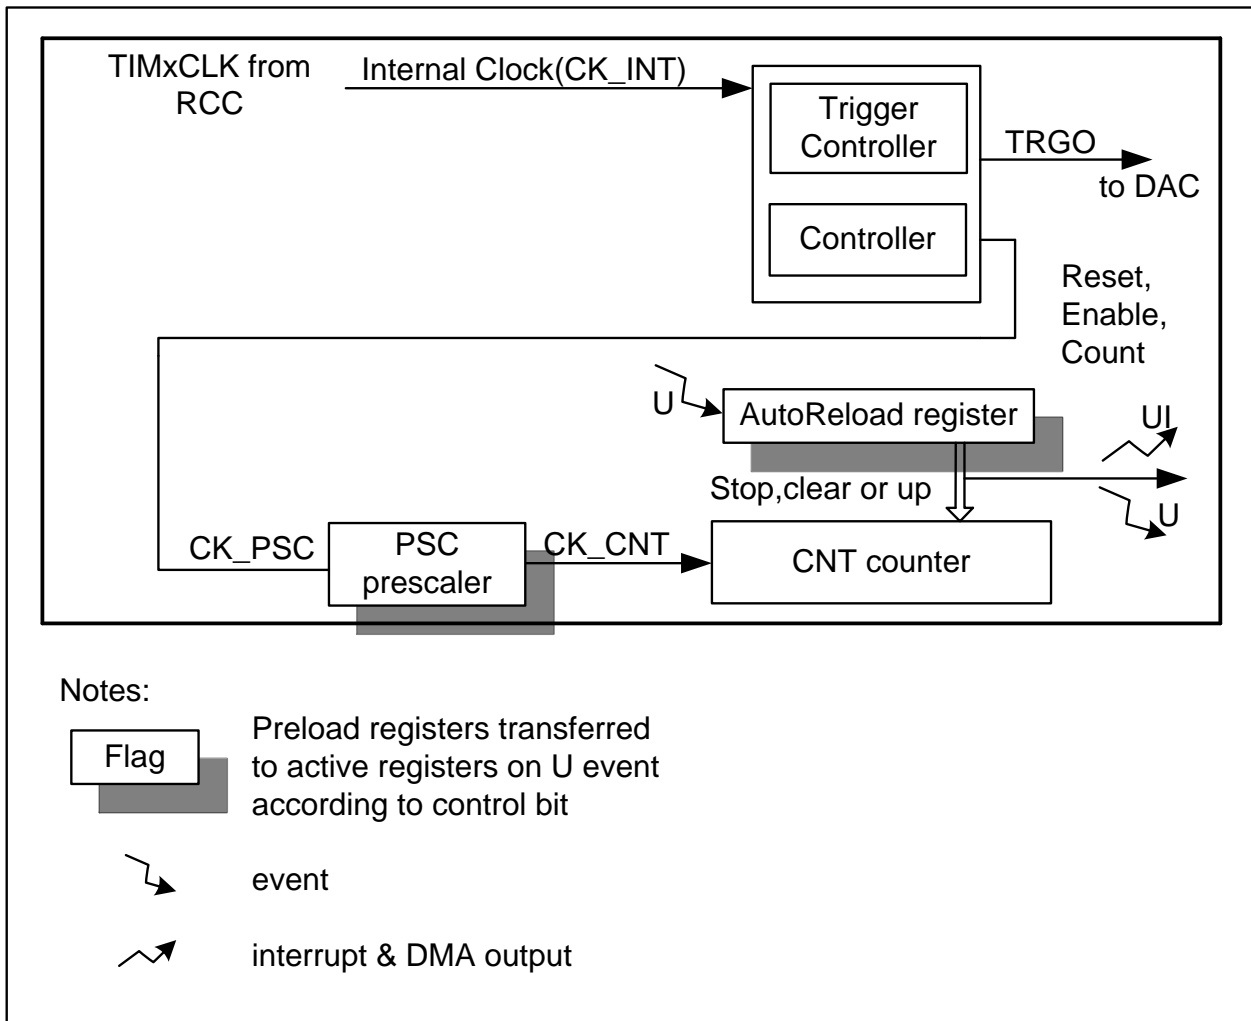 TIMxCLK from
RCC
Internal Clock(CK_INT)
Trigger
Controller
TRGO
to DAC
Controller
Reset,
Enable,
Count
U
AutoReload register
UI
Stop,clear or up
U
CK_PSC
PSC
prescaler
CK_CNT
CNT counter
Notes:
Flag
Preload registers transferred
to active registers on U event
according to control bit
event
interrupt & DMA output